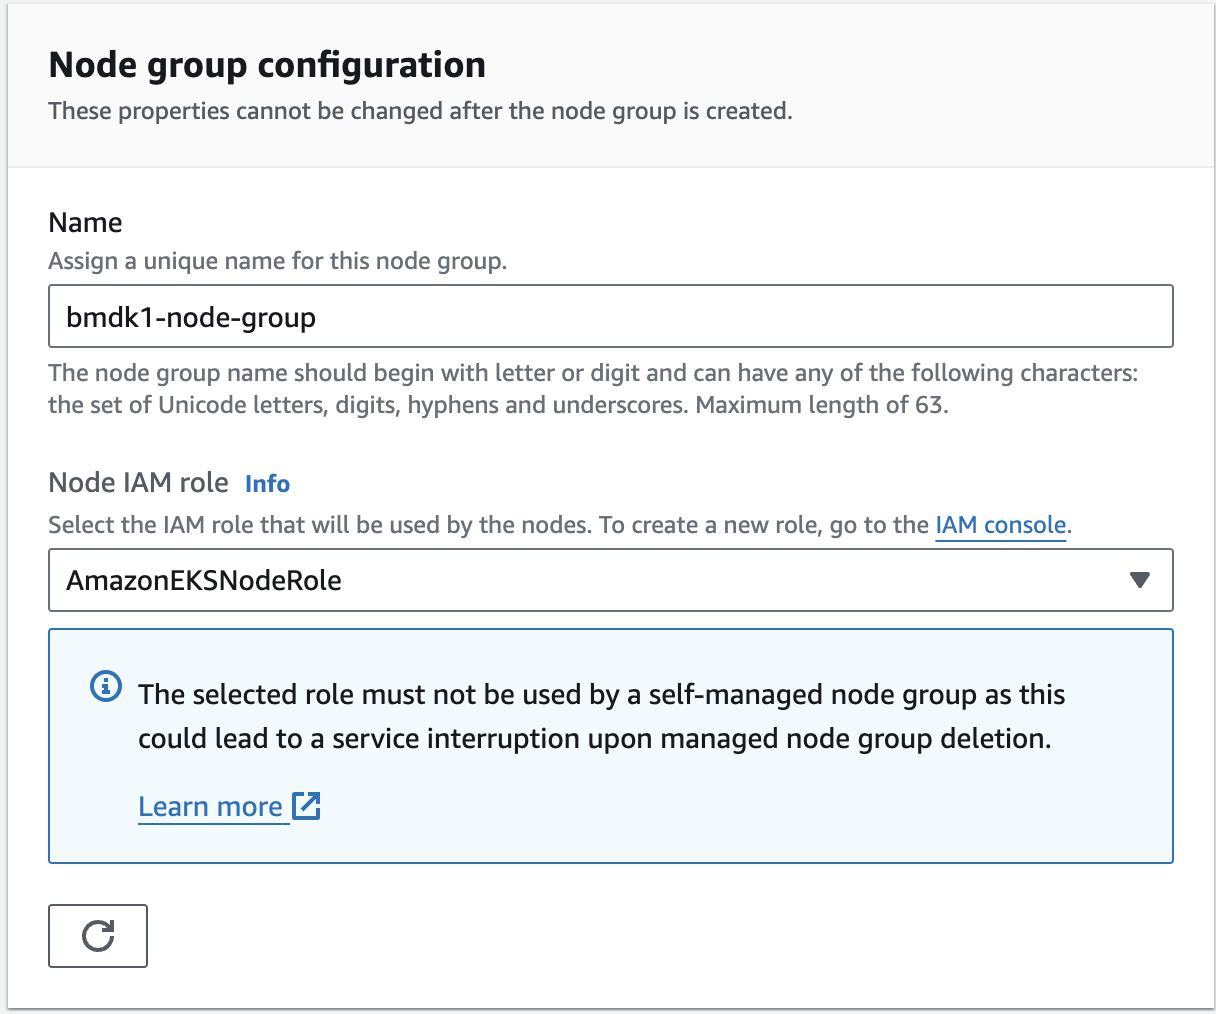 Node group configuration
These properties cannot be changed after the node group is created.
Name
Assign a unique name for this node group.
bmdk1-node-group
The node group name should begin with letter or digit and can have any of the following characters:
the set of Unicode letters, digits, hyphens and underscores. Maximum length of 63.
Node IAM role Info
Select the IAM role that will be used by the nodes. To create a new role, go to the IAM console.
AmazonEKSNodeRole
The selected role must not be used by a self-managed node group as this
could lead to a service interruption upon managed node group deletion.
Learn more